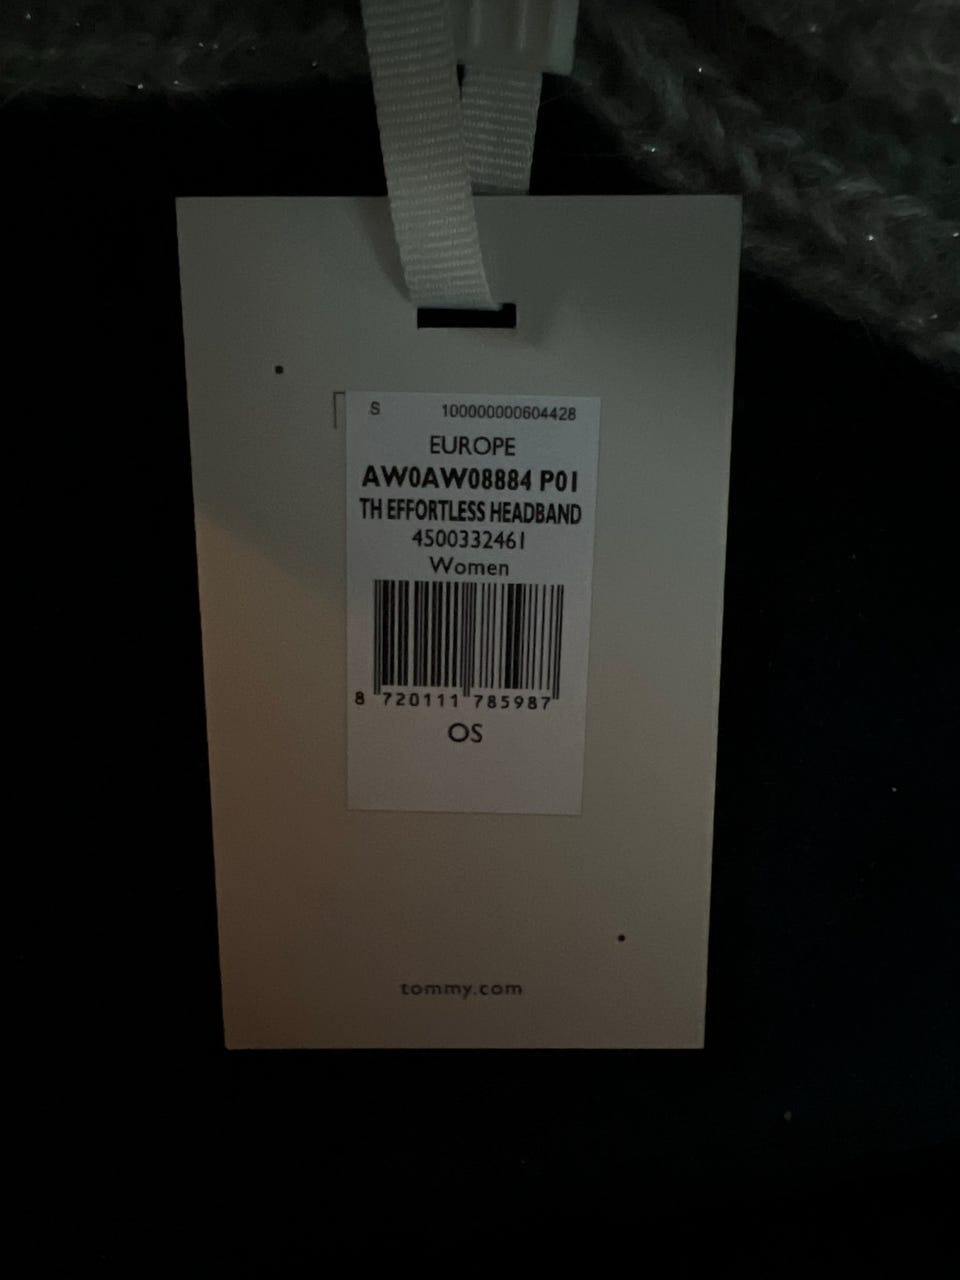 S 100000000604428
EUROPE
AW0AW08884 P01
TH EFFORTLESS HEADBAND
4500332461
Women
8 720111 785987
OS
tommy.com